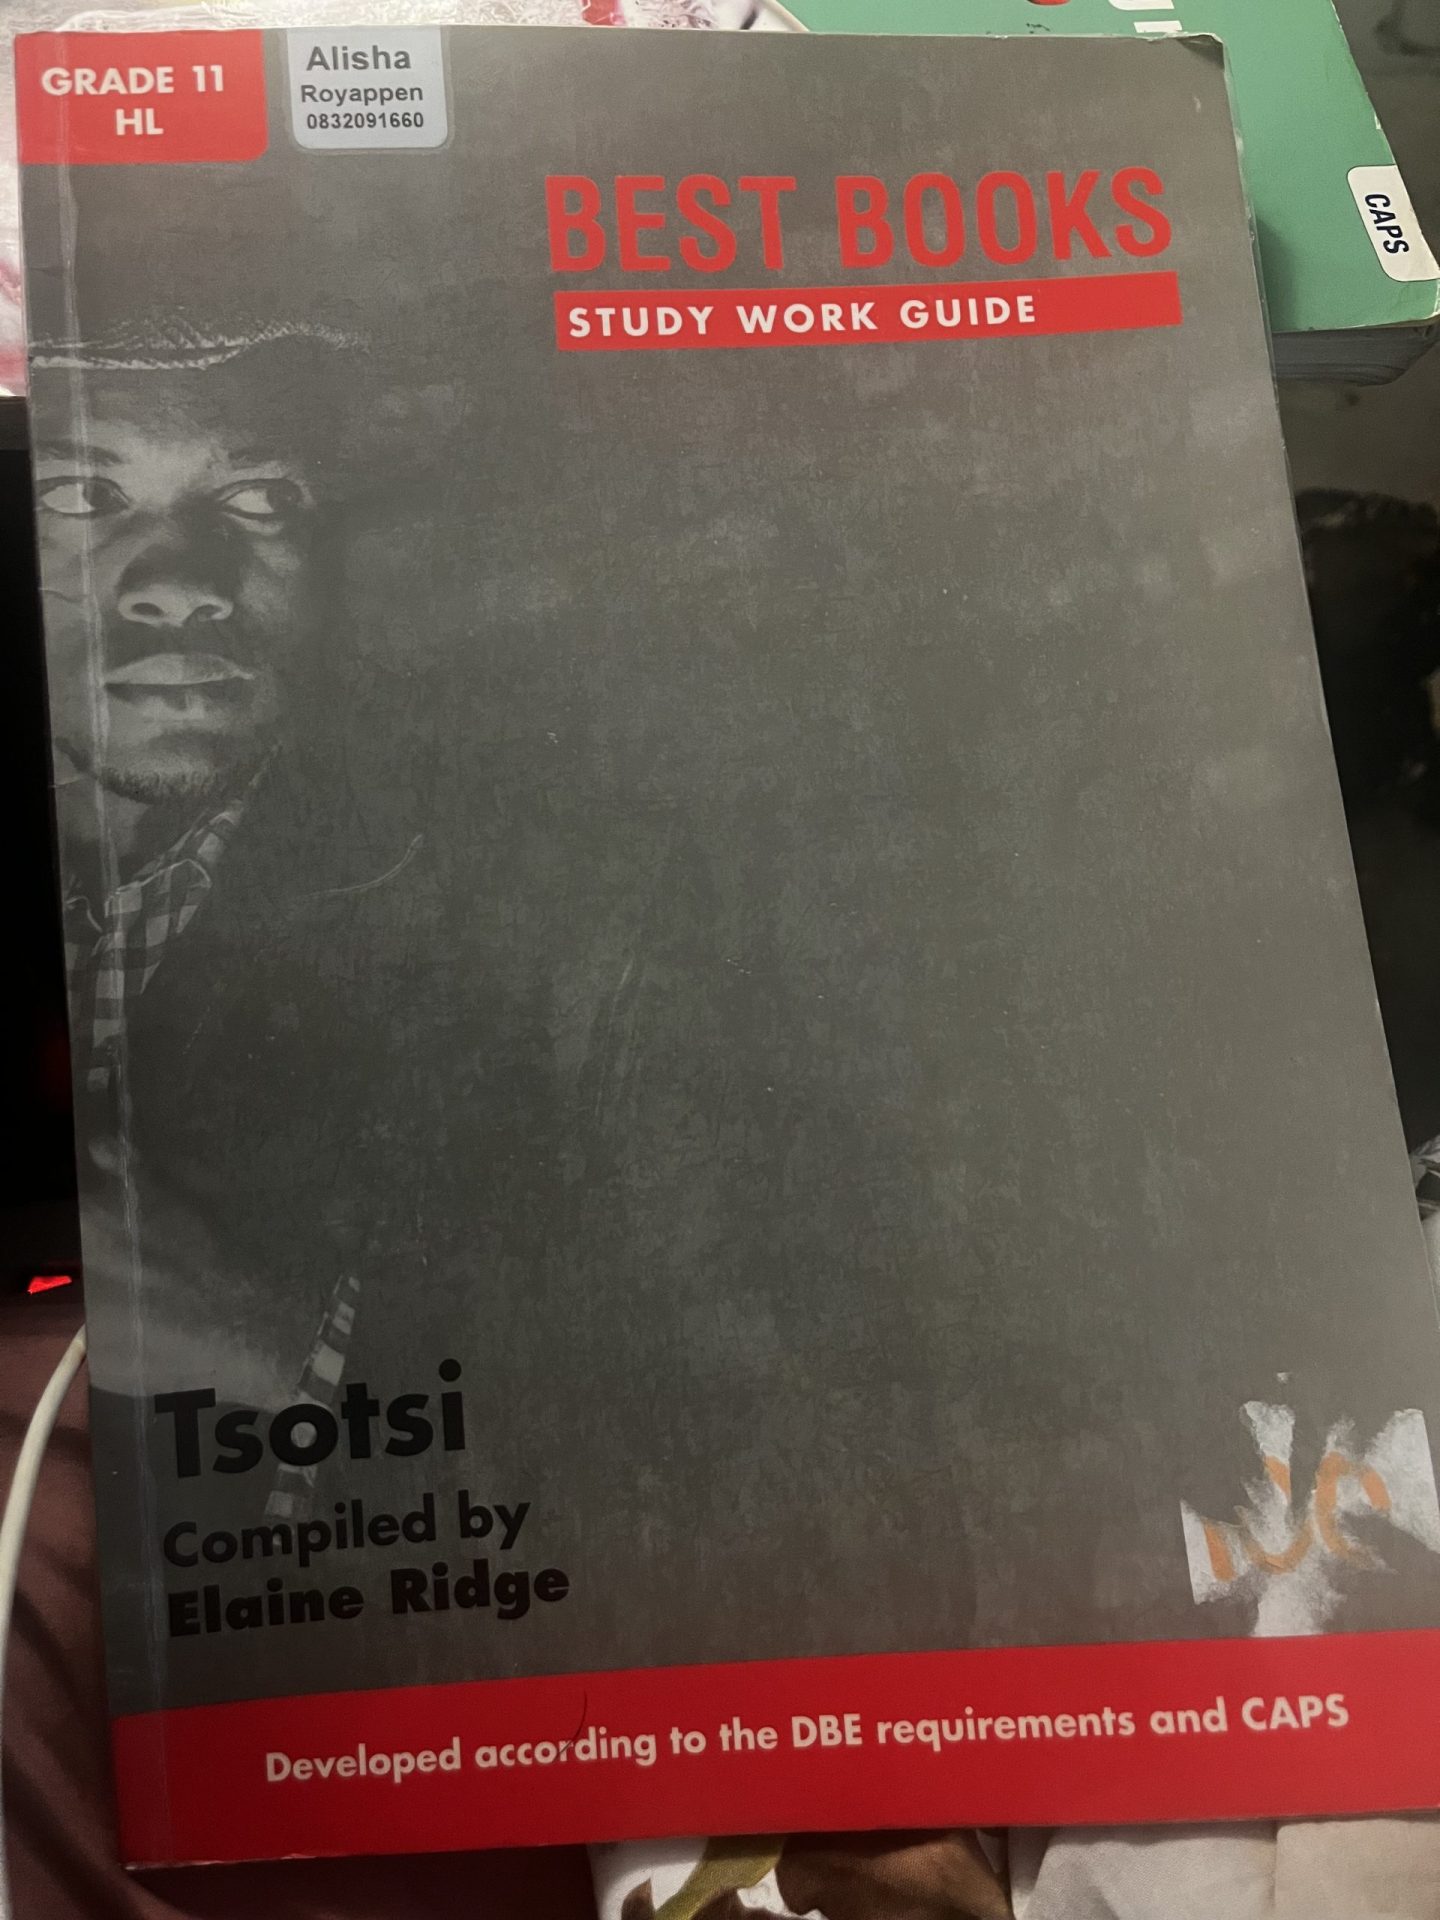 GRADE 11
HL
Alisha
Royappen
0832091660
BEST BOOKS
STUDY WORK GUIDE
CAPS
Tsotsi
Compiled by
Elaine Ridge
Developed according to the DBE requirements and CAPS